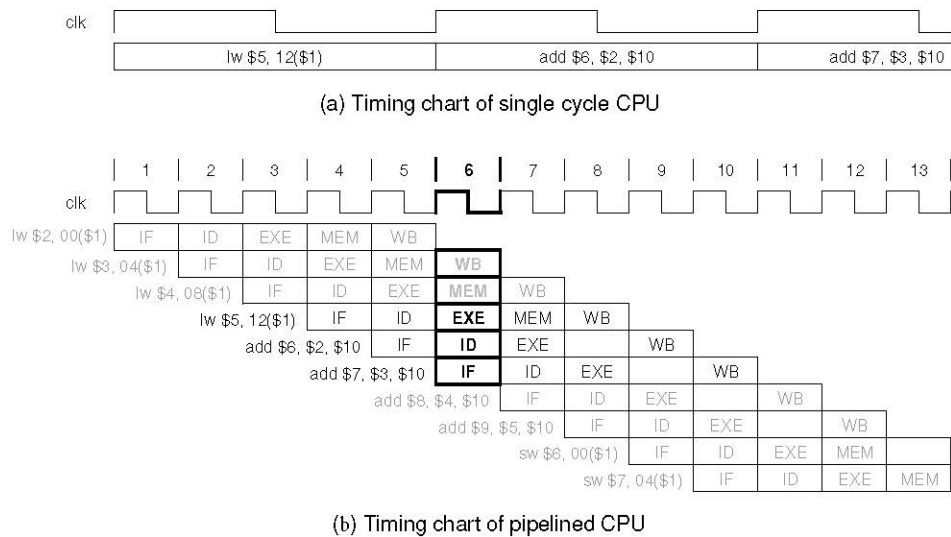 clk
lw $5, 12($1) add $6, $2, $10 add $7, $3, $10
(a) Timing chart of single cycle CPU
1 2 3 4 5 6 7 8 9 10 11 12 13
clk
lw $2, 00($1) IF ID EXE MEM WB
lw $3, 04($1) IF ID EXE MEM WB
lw $4, 08($1) IF ID EXE MEM WB
lw $5, 12($1) IF ID EXE MEM WB
add $6, $2, $10 IF ID EXE WB
add $7, $3, $10 IF ID EXE WB
add $8, $4, $10 IF ID EXE WB
add $9, $5, $10 IF ID EXE WB
sw $6, 00($1) IF ID EXE MEM
sw $7, 04($1) IF ID EXE MEM
(b) Timing chart of pipelined CPU